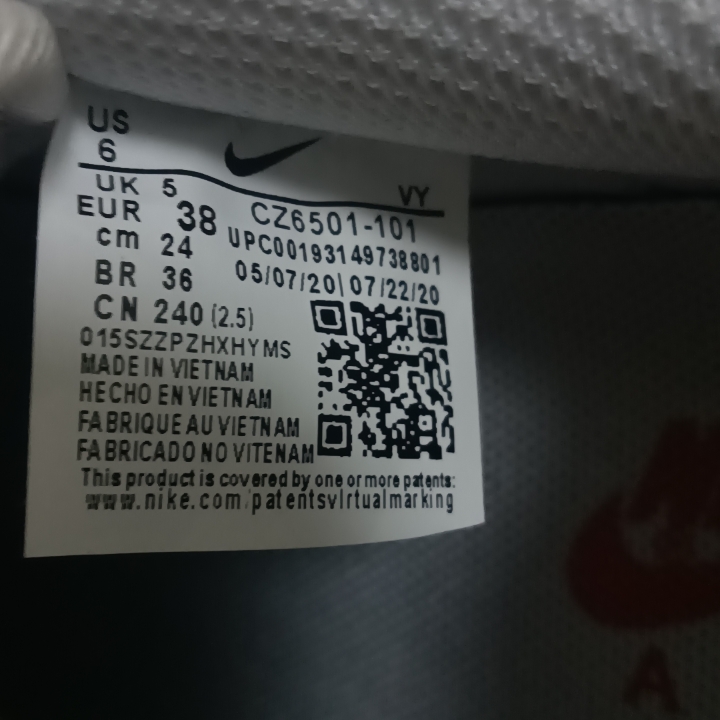 US
6
UK 5 VY
EUR 38 CZ6501-101
cm 24 UPC00193149738801
BR 36 05/07/20| 07/22/20
CN 240 (2.5)
015SZZPZHXHYMS
MADE IN VIETNAM
HECHO EN VIETNAM
FABRIQUE AU VIETNAM
FABRICADO NO VITENAM
This product is covered by one or more patents:
www.nike.com/patentsvirtualmarking
A